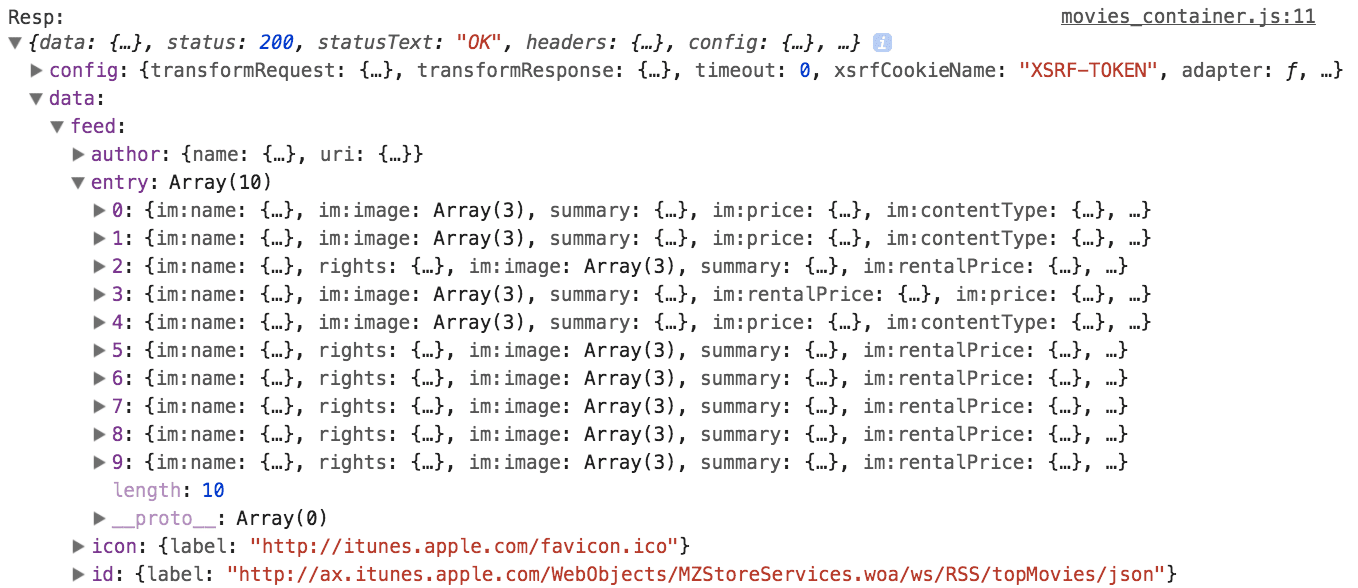 Resp: movies_container.js:11
▼{data: {…}, status: 200, statusText: "OK", headers: {…}, config: {…}, …} i
▶config: {transformRequest: {…}, transformResponse: {…}, timeout: 0, xsrfCookieName: "XSRF-TOKEN", adapter: ƒ, …}
▼data:
▼feed:
▶author: {name: {…}, uri: {…}}
▼entry: Array(10)
▶0: {im:name: {…}, im:image: Array(3), summary: {…}, im:price: {…}, im:contentType: {…}, …}
▶1: {im:name: {…}, im:image: Array(3), summary: {…}, im:price: {…}, im:contentType: {…}, …}
▶2: {im:name: {…}, rights: {…}, im:image: Array(3), summary: {…}, im:rentalPrice: {…}, …}
▶3: {im:name: {…}, im:image: Array(3), summary: {…}, im:rentalPrice: {…}, im:price: {…}, …}
▶4: {im:name: {…}, im:image: Array(3), summary: {…}, im:price: {…}, im:contentType: {…}, …}
▶5: {im:name: {…}, rights: {…}, im:image: Array(3), summary: {…}, im:rentalPrice: {…}, …}
▶6: {im:name: {…}, rights: {…}, im:image: Array(3), summary: {…}, im:rentalPrice: {…}, …}
▶7: {im:name: {…}, rights: {…}, im:image: Array(3), summary: {…}, im:rentalPrice: {…}, …}
▶8: {im:name: {…}, rights: {…}, im:image: Array(3), summary: {…}, im:rentalPrice: {…}, …}
▶9: {im:name: {…}, rights: {…}, im:image: Array(3), summary: {…}, im:rentalPrice: {…}, …}
length: 10
▶__proto__: Array(0)
▶icon: {label: "http://itunes.apple.com/favicon.ico"}
▶id: {label: "http://ax.itunes.apple.com/WebObjects/MZStoreServices.woa/ws/RSS/topMovies/json"}